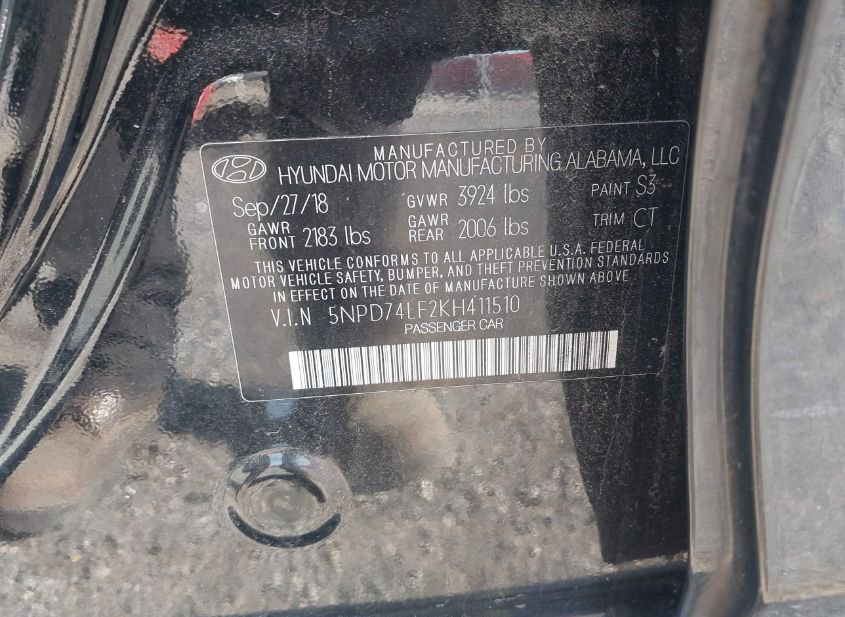 MANUFACTURED BY
HYUNDAI MOTOR MANUFACTURING ALABAMA, LLC
Sep/27/18 GVWR 3924 lbs PAINT S3
GAWR FRONT 2183 lbs GAWR REAR 2006 lbs TRIM CT
THIS VEHICLE CONFORMS TO ALL APPLICABLE U.S.A. FEDERAL
MOTOR VEHICLE SAFETY, BUMPER, AND THEFT PREVENTION STANDARDS
IN EFFECT ON THE DATE OF MANUFACTURE SHOWN ABOVE.
V.I.N 5NPD74LF2KH411510
PASSENGER CAR